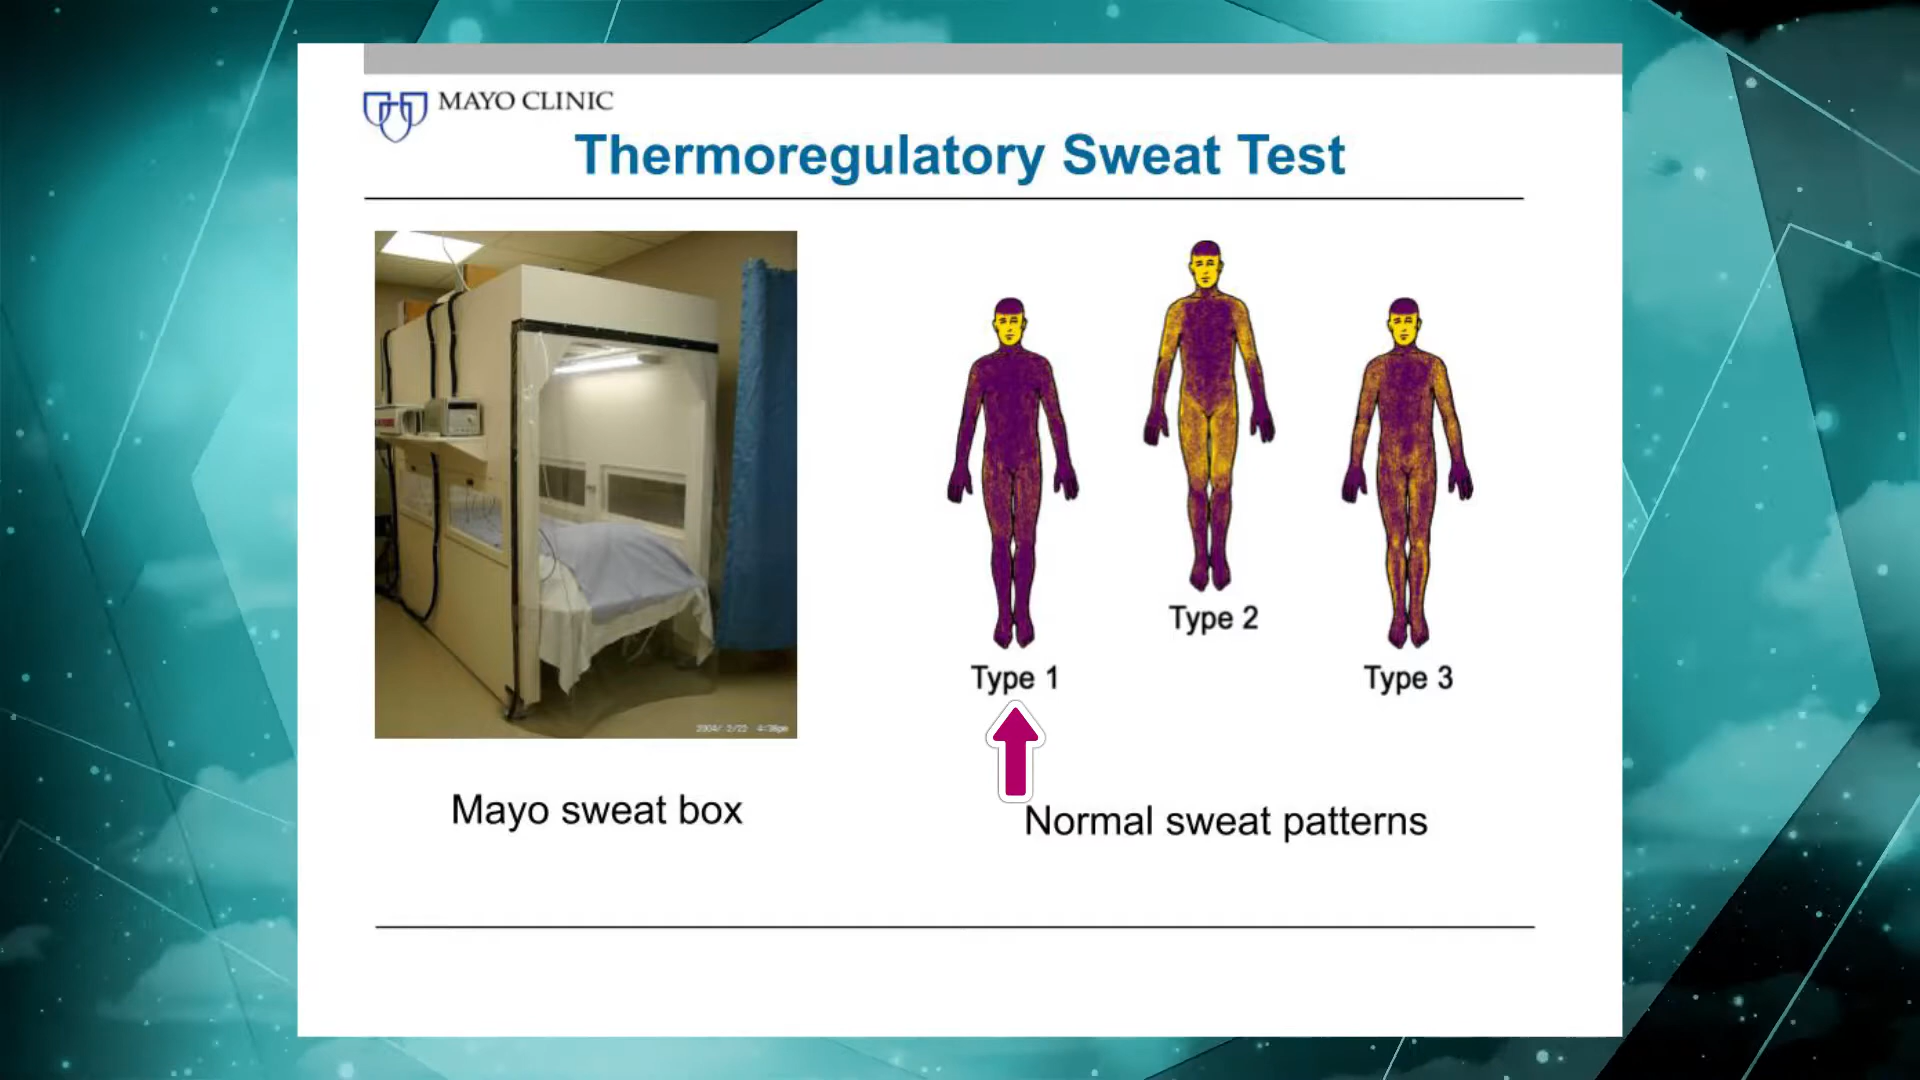 MAYO CLINIC
Thermoregulatory Sweat Test
Type 2
Type 1
Type 3
Mayo sweat box
Normal sweat patterns